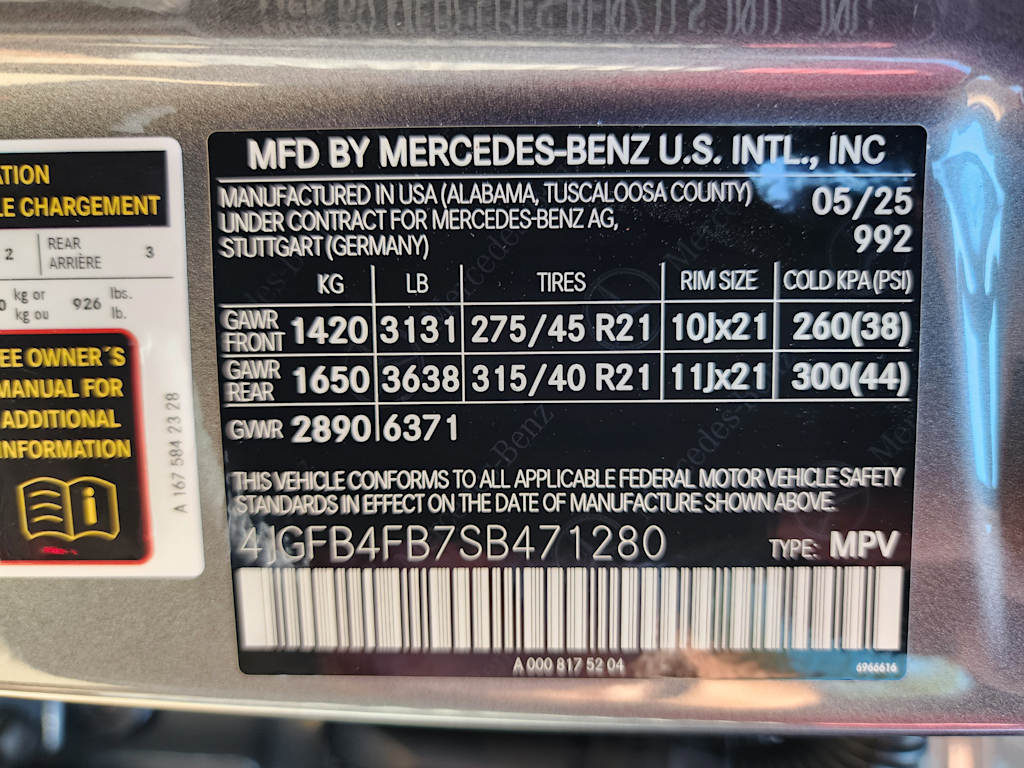 ATION
LE CHARGEMENT
2 REAR ARRIÈRE 3
kg or kg ou 926 lbs. lb.
EE OWNER´S
MANUAL FOR
ADDITIONAL
INFORMATION
A 167 584 23 28
MFD BY MERCEDES-BENZ U.S. INTL., INC
MANUFACTURED IN USA (ALABAMA, TUSCALOOSA COUNTY) 05/25
UNDER CONTRACT FOR MERCEDES-BENZ AG,
STUTTGART (GERMANY) 992
KG LB TIRES RIM SIZE COLD KPA (PSI)
GAWR FRONT 1420 3131 275/45 R21 10Jx21 260(38)
GAWR REAR 1650 3638 315/40 R21 11Jx21 300(44)
GVWR 2890 6371
THIS VEHICLE CONFORMS TO ALL APPLICABLE FEDERAL MOTOR VEHICLE SAFETY
STANDARDS IN EFFECT ON THE DATE OF MANUFACTURE SHOWN ABOVE.
4JGFB4FB7SB471280 TYPE: MPV
A 000 817 52 04 6966616